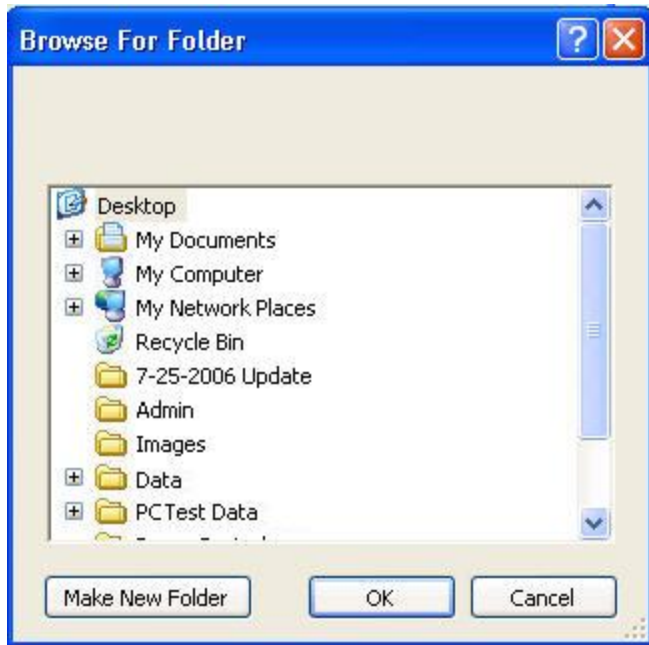 Browse For Folder
Desktop
My Documents
My Computer
My Network Places
Recycle Bin
7-25-2006 Update
Admin
Images
Data
PCTest Data
Make New Folder
OK
Cancel